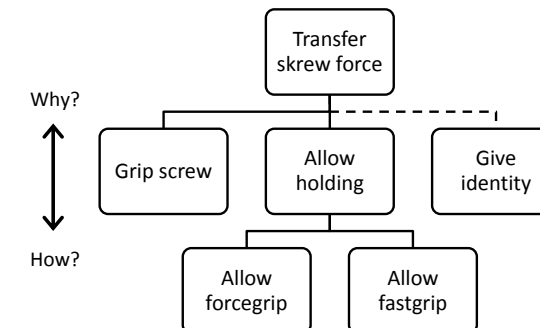 Transfer
skrew force
Why?
Grip screw
Allow
holding
Give
identity
How?
Allow
forcegrip
Allow
fastgrip